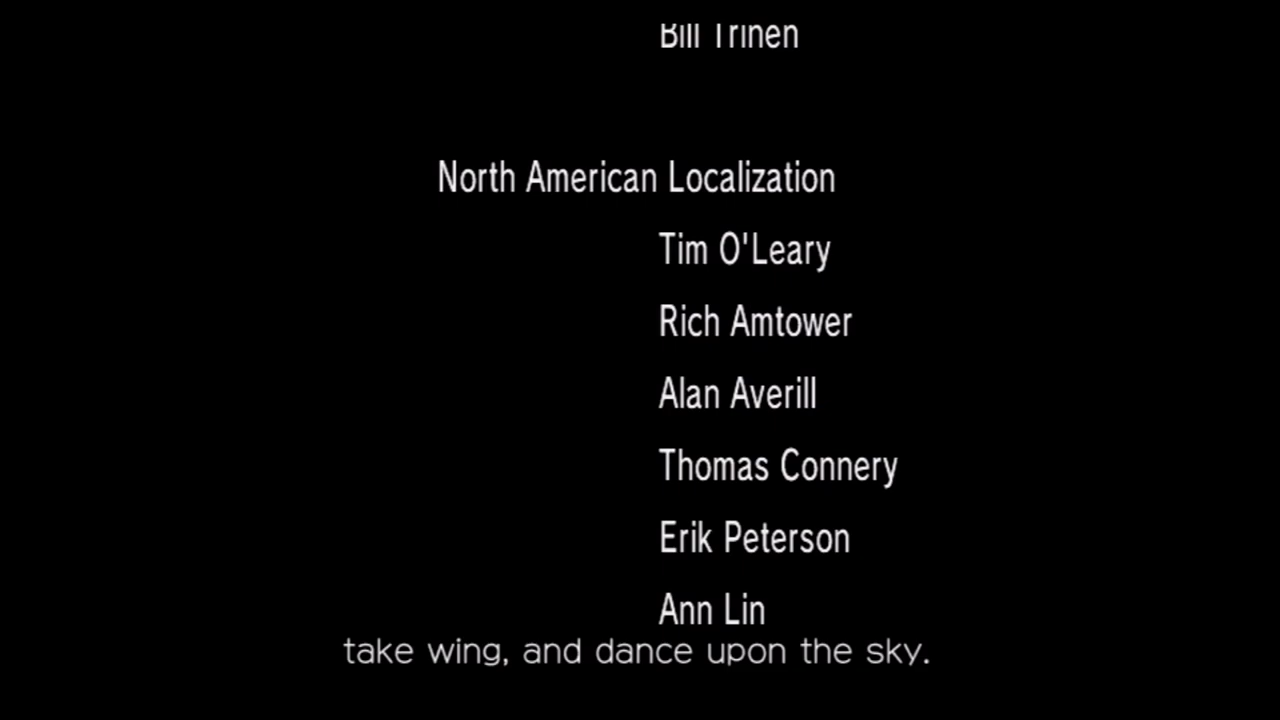 Bill Trinen
North American Localization
Tim O'Leary
Rich Amtower
Alan Averill
Thomas Connery
Erik Peterson
Ann Lin
take wing, and dance upon the sky.